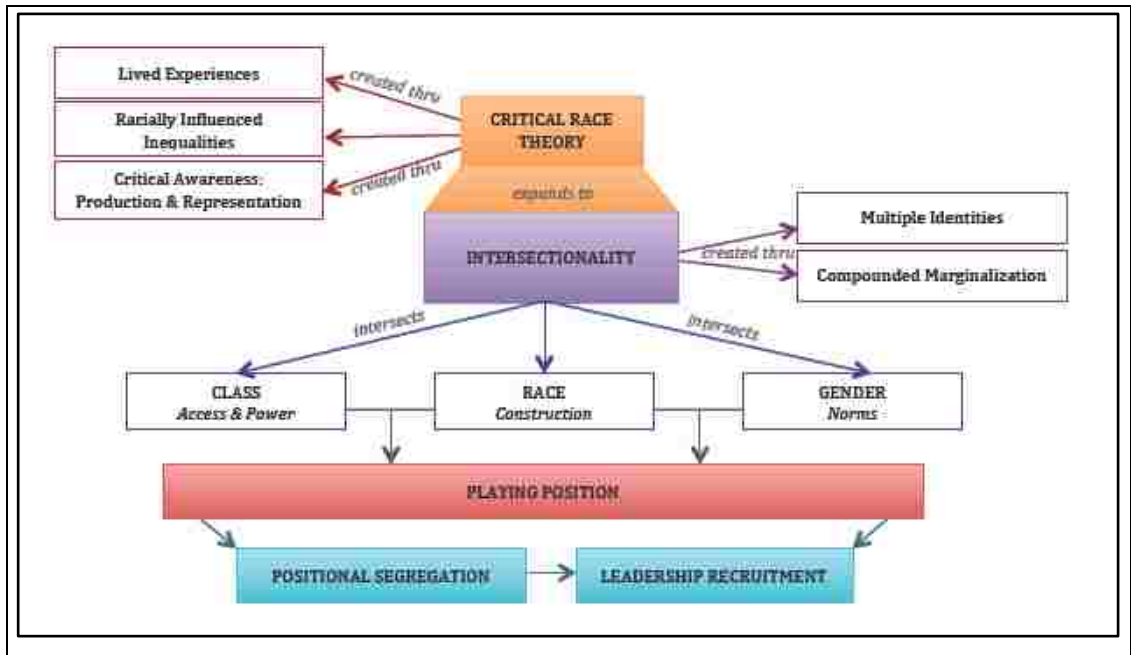 Lived Experiences
created thru
Racially Influenced
Inequalities
Critical Awareness:
Production & Representation
created thru
CRITICAL RACE
THEORY
expands to
INTERSECTIONALITY
Multiple Identities
created thru
Compounded Marginalization
intersects
intersects
CLASS
Access & Power
RACE
Construction
GENDER
Norms
PLAYING POSITION
POSITIONAL SEGREGATION
LEADERSHIP RECRUITMENT